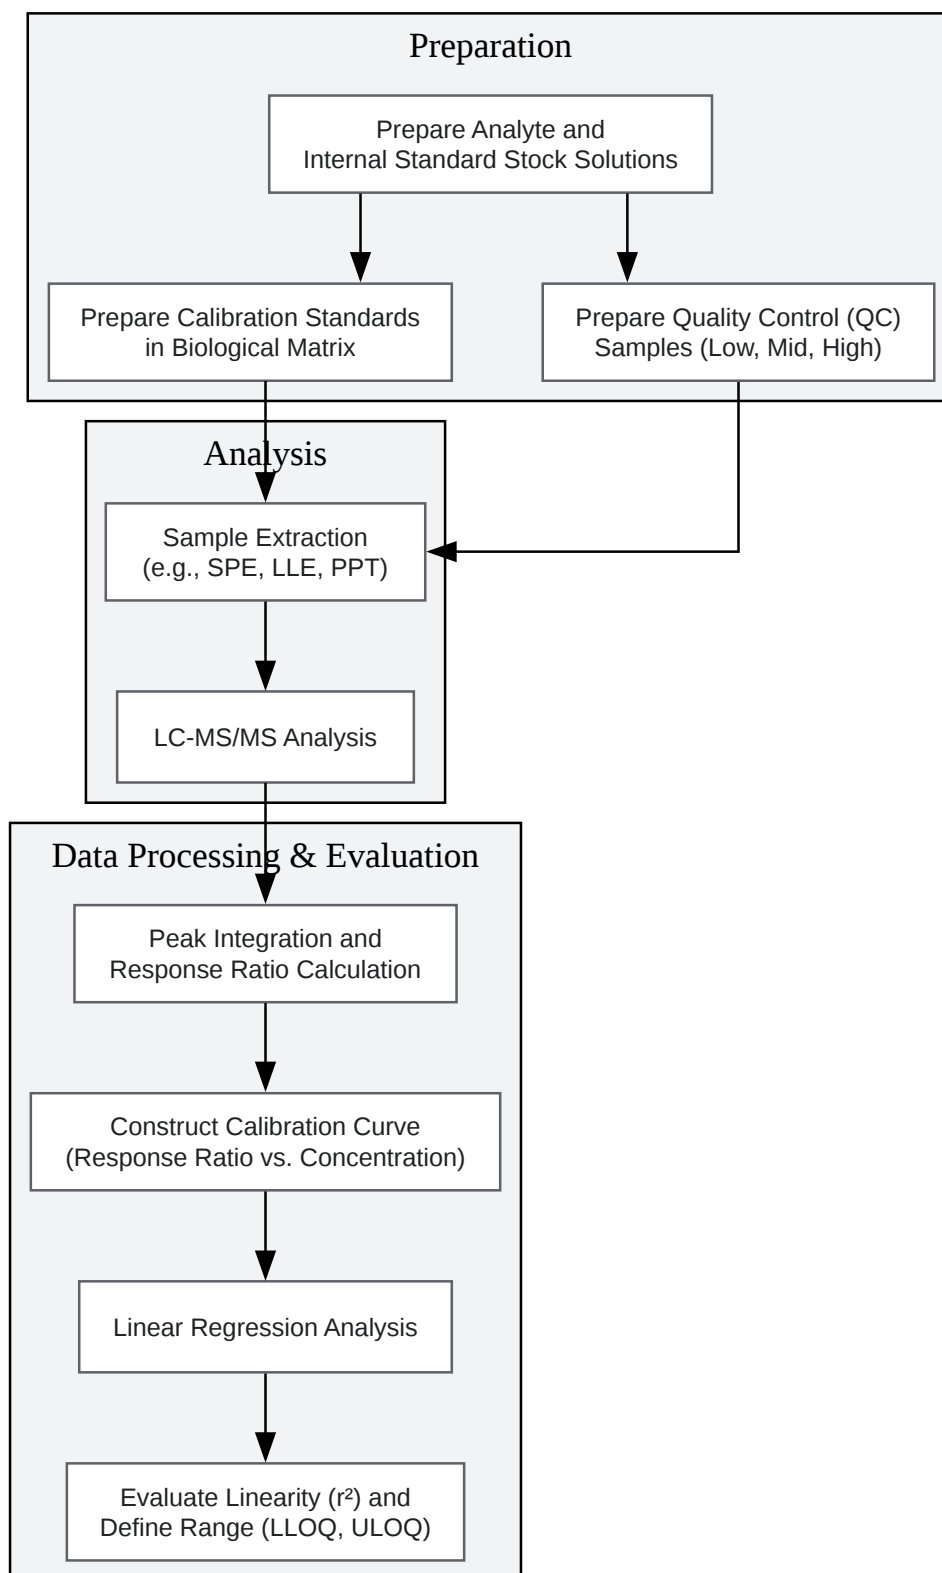 Preparation
Prepare Analyte and
Internal Standard Stock Solutions
Prepare Calibration Standards
in Biological Matrix
Prepare Quality Control (QC)
Samples (Low, Mid, High)
Analysis
Sample Extraction
(e.g., SPE, LLE, PPT)
LC-MS/MS Analysis
Data Processing & Evaluation
Peak Integration and
Response Ratio Calculation
Construct Calibration Curve
(Response Ratio vs. Concentration)
Linear Regression Analysis
Evaluate Linearity (r²) and
Define Range (LLOQ, ULOQ)